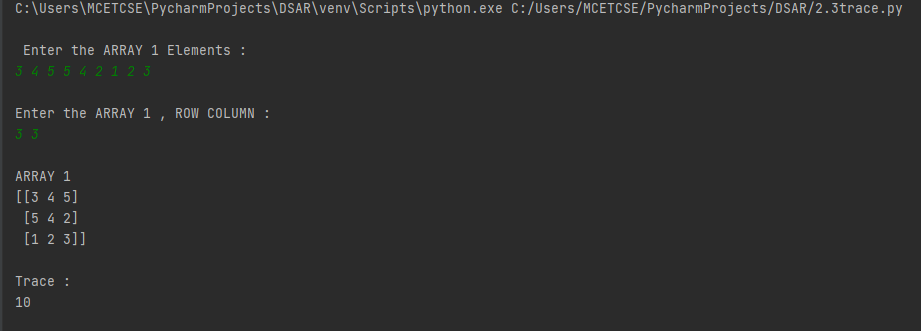 C:\Users\MCETCSE\PycharmProjects\DSAR\venv\Scripts\python.exe C:/Users/MCETCSE/PycharmProjects/DSAR/2.3trace.py
Enter the ARRAY 1 Elements :
3 4 5 5 4 2 1 2 3
Enter the ARRAY 1 , ROW COLUMN :
3 3
ARRAY 1
[[3 4 5]
 [5 4 2]
 [1 2 3]]
Trace :
10